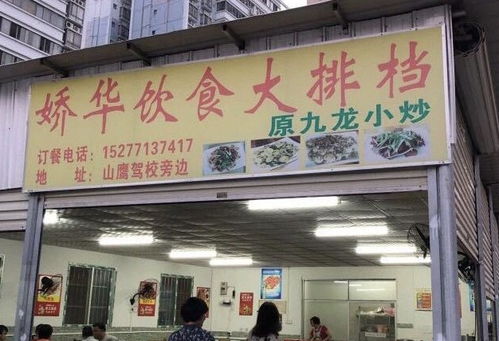 娇华饮食大排档
原九龙小炒
订餐电话：15277137417
地 址：山鹰驾校旁边